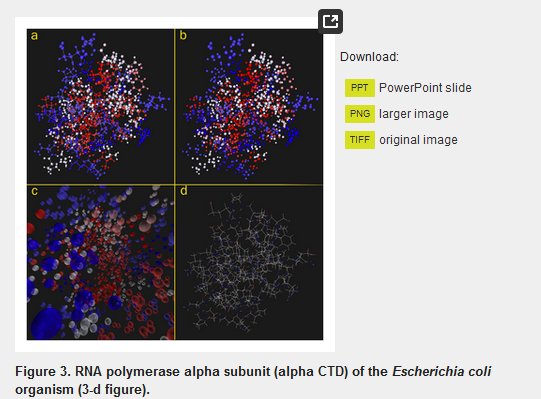 a
b
c
d
Download:
PPT PowerPoint slide
PNG larger image
TIFF original image
Figure 3. RNA polymerase alpha subunit (alpha CTD) of the Escherichia coli
organism (3-d figure).